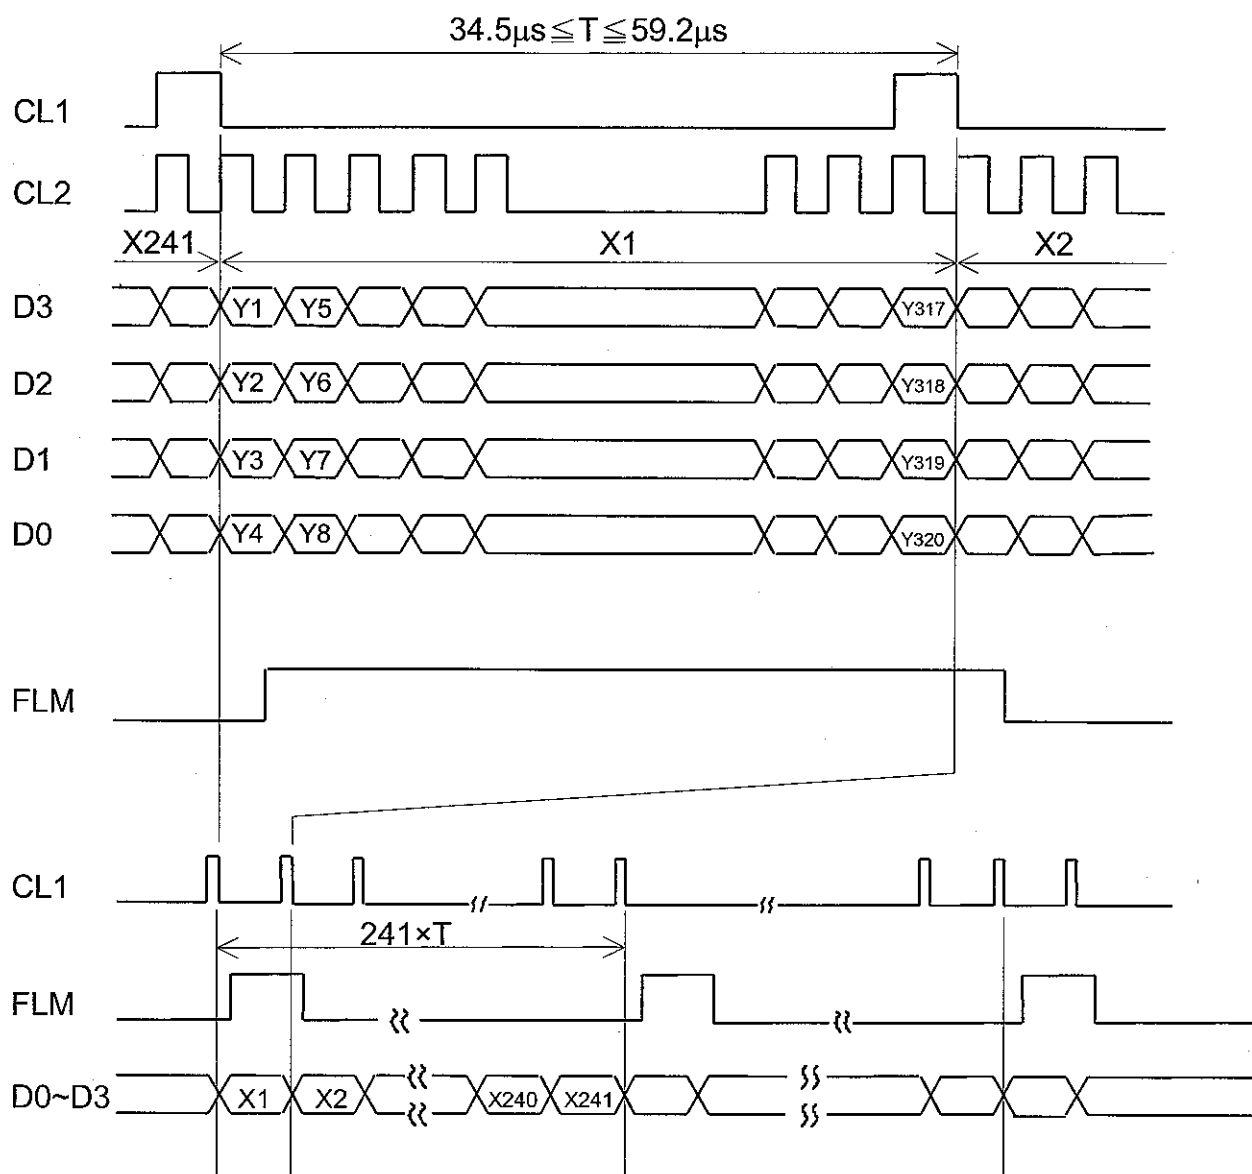 34.5μs≦T≦59.2μs
CL1
CL2
X241 X1 X2
D3 Y1 Y5 Y317
D2 Y2 Y6 Y318
D1 Y3 Y7 Y319
D0 Y4 Y8 Y320
FLM
CL1
241×T
FLM
D0~D3 X1 X2 X240 X241